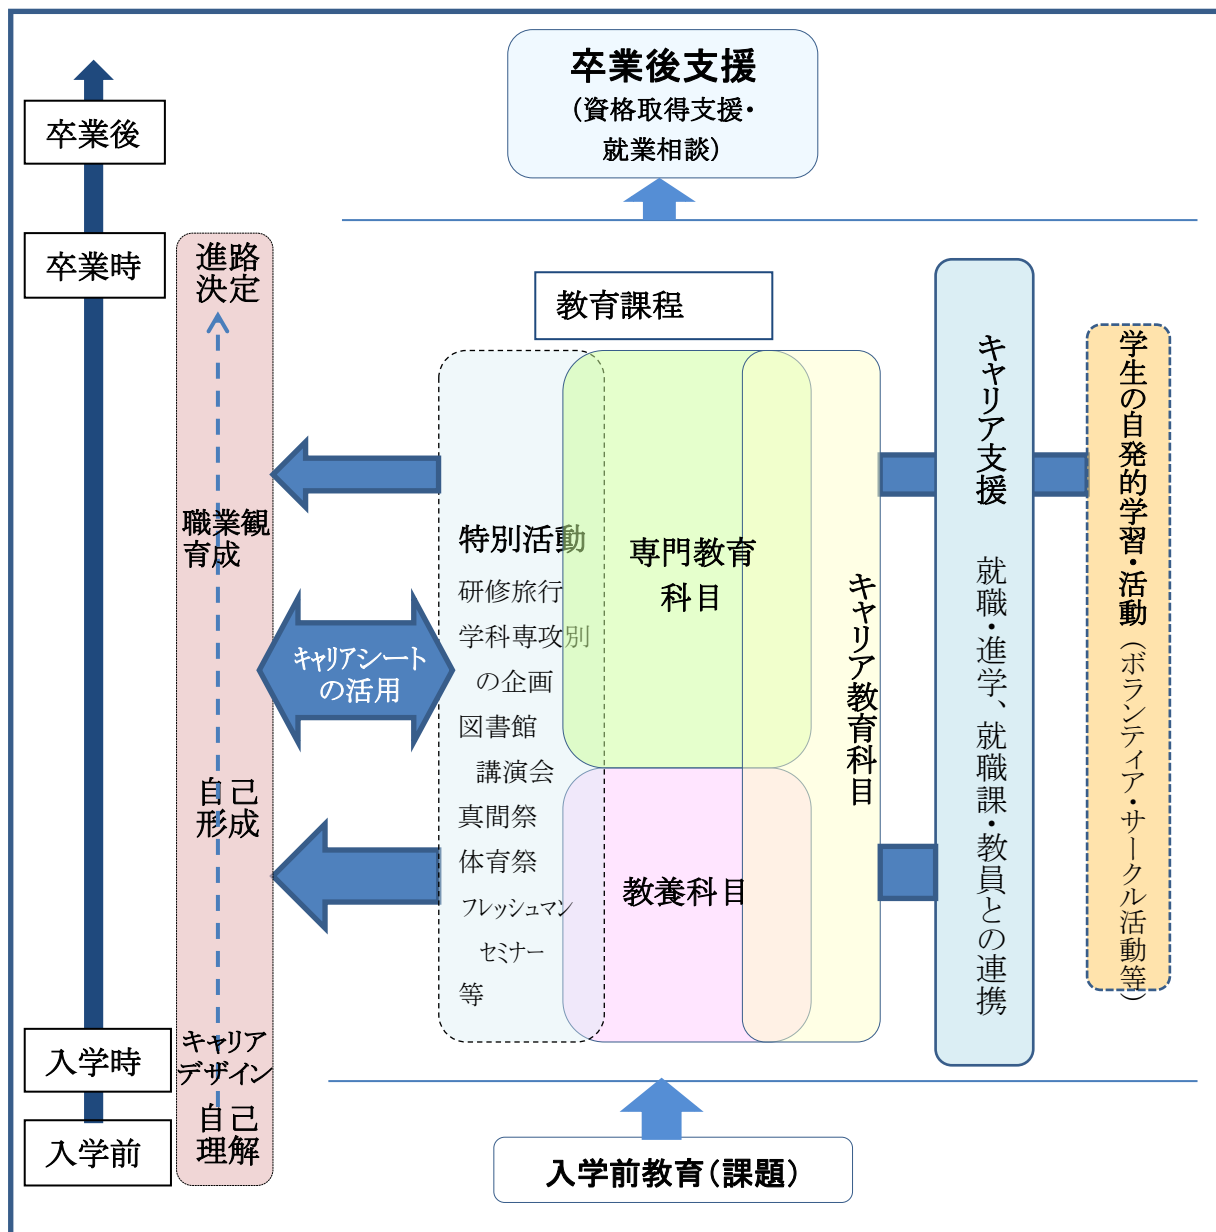 卒業後支援
（資格取得支援・
就業相談）
卒業後
卒業時
入学時
入学前
進路
決定
職業観
育成
自己
形成
キャリア
デザイン
自己
理解
教育課程
特別活動
研修旅行
学科専攻別
の企画
図書館
講演会
真間祭
体育祭
フレッシュマン
セミナー
等
キャリアシート
の活用
専門教育
科目
教養科目
キャリア教育科目
キャリア支援 就職・進学、就職課・教員との連携
学生の自発的学習・活動（ボランティア・サークル活動等）
入学前教育（課題）